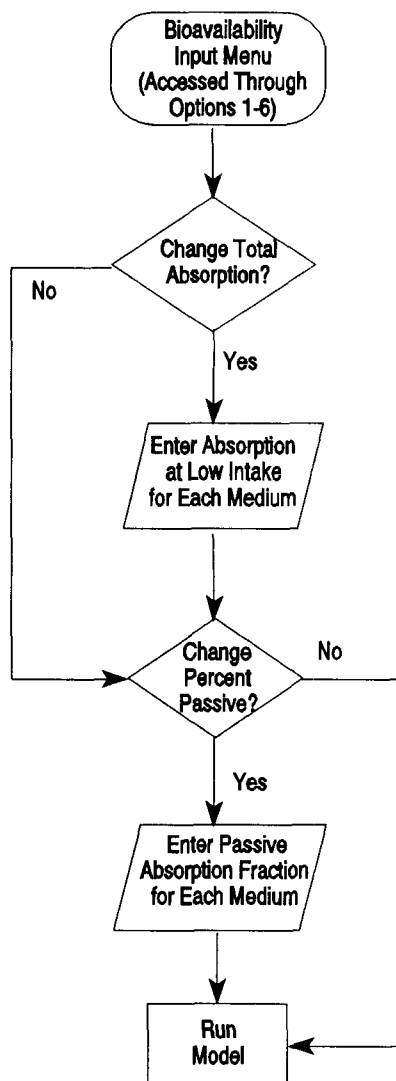 Bioavailability
Input Menu
(Accessed Through
Options 1-6)
Change Total
Absorption?
No
Yes
Enter Absorption
at Low Intake
for Each Medium
Change
Percent
Passive?
No
Yes
Enter Passive
Absorption Fraction
for Each Medium
Run
Model